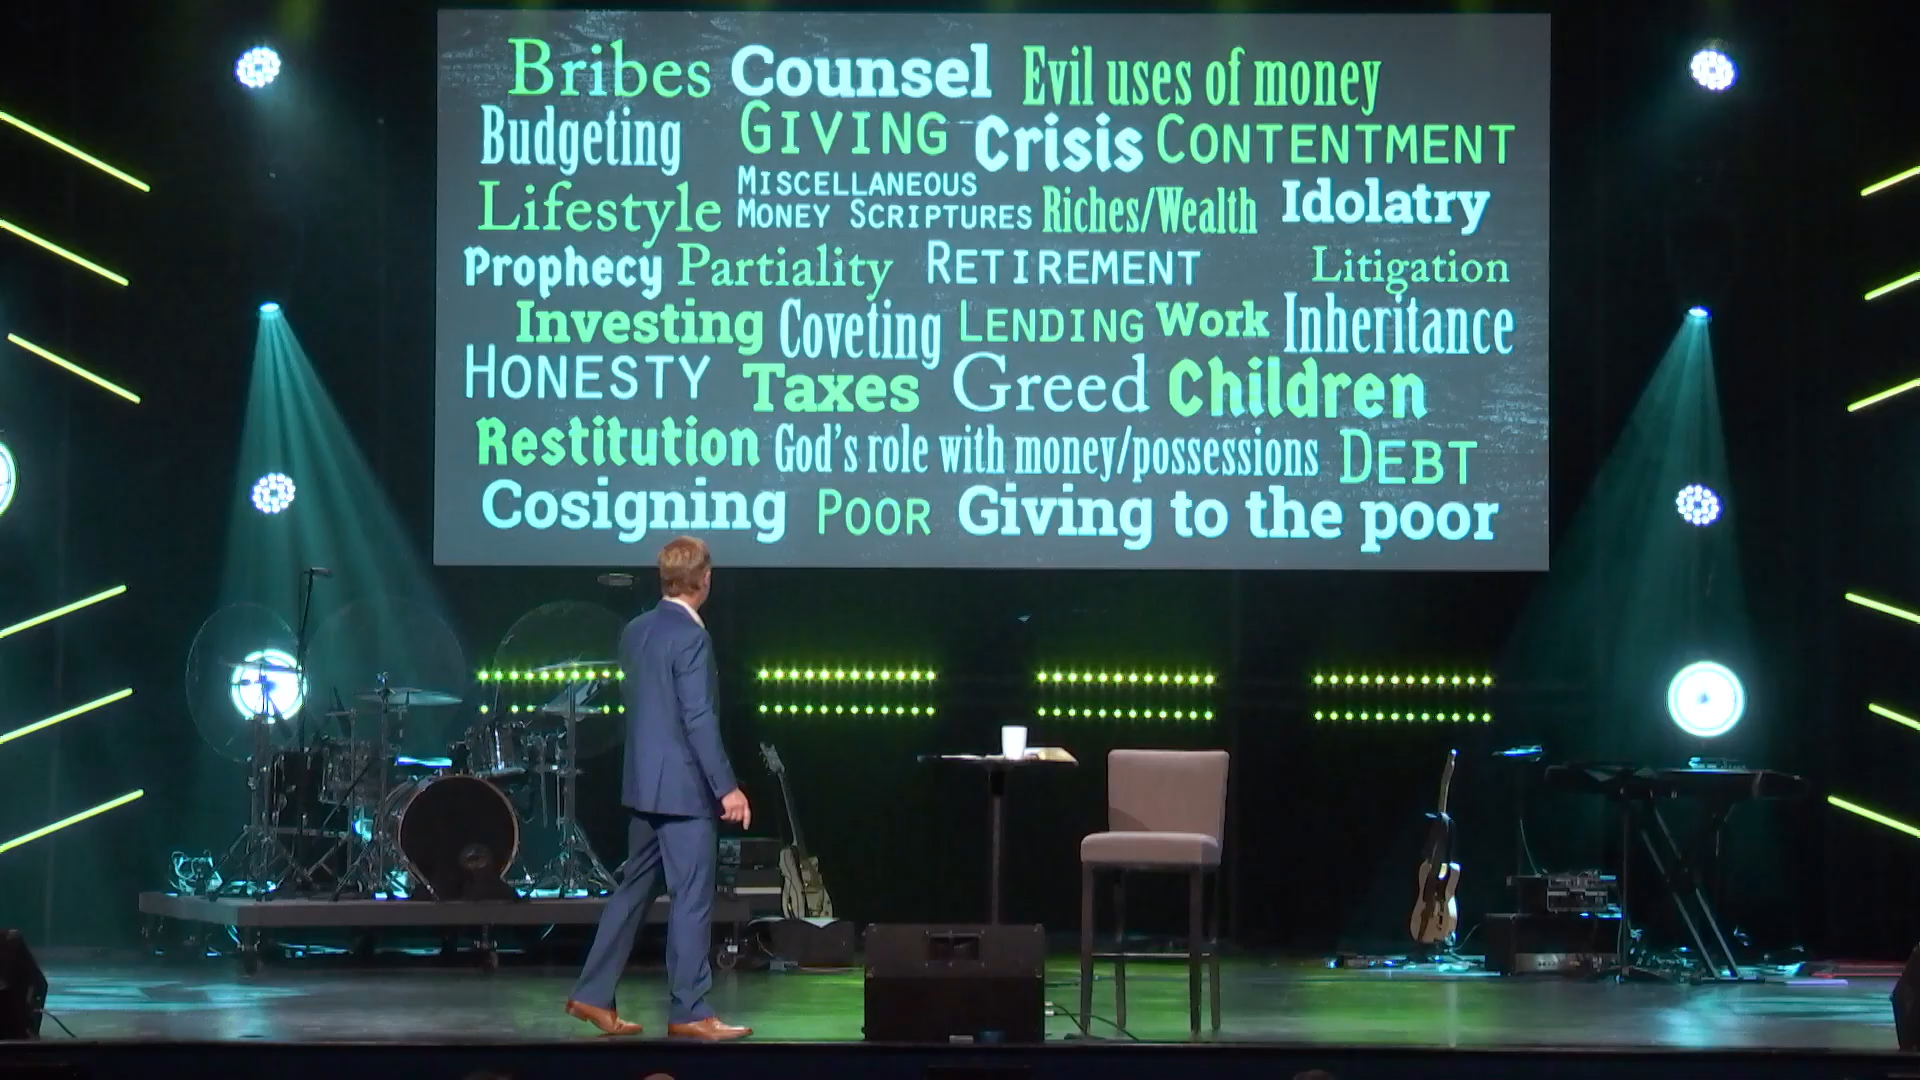 Bribes Counsel Evil uses of money
Budgeting GIVING Crisis CONTENTMENT
Lifestyle MISCELLANEOUS MONEY SCRIPTURES Riches/Wealth Idolatry
Prophecy Partiality RETIREMENT Litigation
Investing Coveting LENDING Work Inheritance
HONESTY Taxes Greed Children
Restitution God's role with money/possessions DEBT
Cosigning POOR Giving to the poor